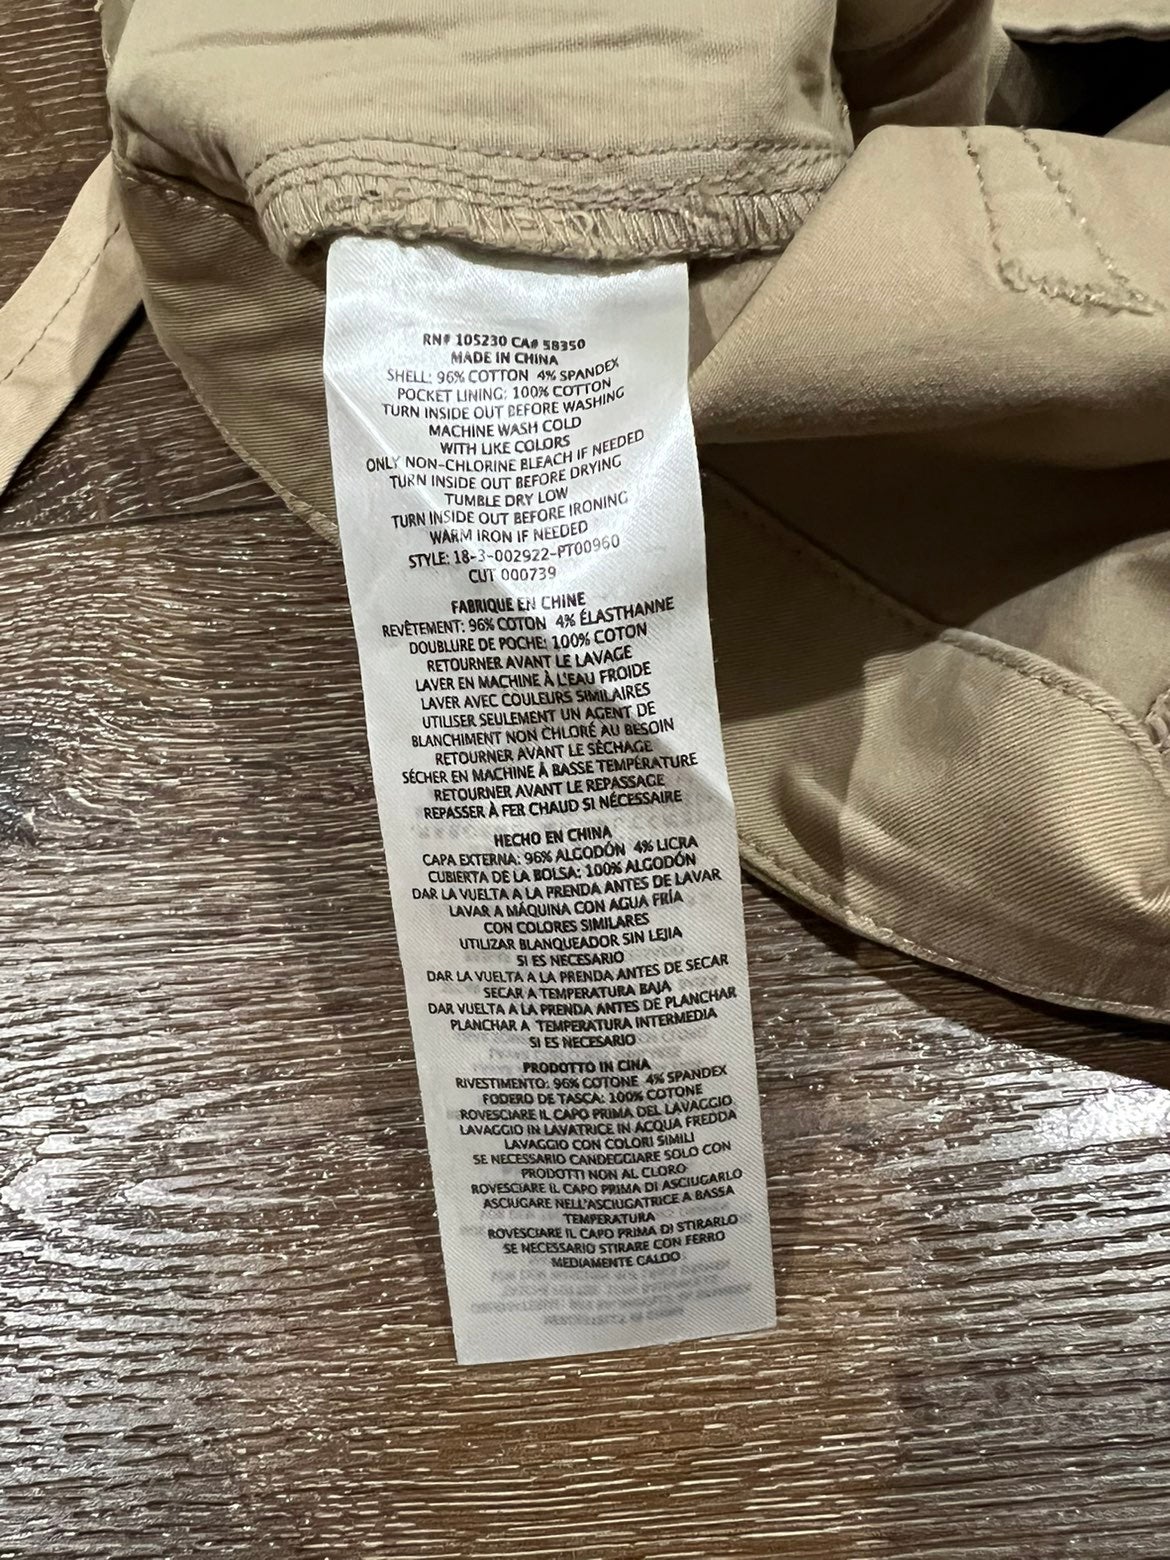 RN# 105230 CA# 58350
MADE IN CHINA
SHELL: 96% COTTON 4% SPANDEX
POCKET LINING: 100% COTTON
TURN INSIDE OUT BEFORE WASHING
MACHINE WASH COLD
WITH LIKE COLORS
ONLY NON-CHLORINE BLEACH IF NEEDED
TURN INSIDE OUT BEFORE DRYING
TUMBLE DRY LOW
TURN INSIDE OUT BEFORE IRONING
WARM IRON IF NEEDED
STYLE: 18-3-002922-PT00960
CUT 000739
FABRIQUE EN CHINE
REVÊTEMENT: 96% COTON 4% ÉLASTHANNE
DOUBLURE DE POCHE: 100% COTON
RETOURNER AVANT LE LAVAGE
LAVER EN MACHINE À L'EAU FROIDE
LAVER AVEC COULEURS SIMILAIRES
UTILISER SEULEMENT UN AGENT DE
BLANCHIMENT NON CHLORÉ AU BESOIN
RETOURNER AVANT LE SÉCHAGE
SÉCHER EN MACHINE À BASSE TEMPÉRATURE
RETOURNER AVANT LE REPASSAGE
REPASSER À FER CHAUD SI NÉCESSAIRE
HECHO EN CHINA
CAPA EXTERNA: 96% ALGODÓN 4% LICRA
CUBIERTA DE LA BOLSA: 100% ALGODÓN
DAR LA VUELTA A LA PRENDA ANTES DE LAVAR
LAVAR A MÁQUINA CON AGUA FRÍA
CON COLORES SIMILARES
UTILIZAR BLANQUEADOR SIN LEJIA
SI ES NECESARIO
DAR LA VUELTA A LA PRENDA ANTES DE SECAR
SECAR A TEMPERATURA BAJA
DAR VUELTA A LA PRENDA ANTES DE PLANCHAR
PLANCHAR A TEMPERATURA INTERMEDIA
SI ES NECESARIO
PRODOTTO IN CINA
RIVESTIMENTO: 96% COTONE 4% SPANDEX
FODERO DE TASCA: 100% COTONE
ROVESCIARE IL CAPO PRIMA DEL LAVAGGIO
LAVAGGIO IN LAVATRICE IN ACQUA FREDDA
LAVAGGIO CON COLORI SIMILI
SE NECESSARIO CANDEGGIARE SOLO CON
PRODOTTI NON AL CLORO
ROVESCIARE IL CAPO PRIMA DI ASCIUGARLO
ASCIUGARE NELL'ASCIUGATRICE A BASSA
TEMPERATURA
ROVESCIARE IL CAPO PRIMA DI STIRARLO
SE NECESSARIO STIRARE CON FERRO
MEDIAMENTE CALDO